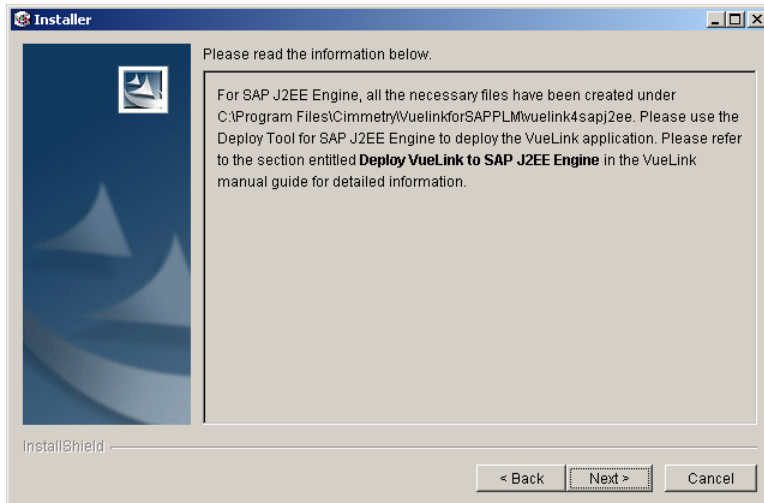 Installer
Please read the information below.
For SAP J2EE Engine, all the necessary files have been created under
C:\Program Files\Cimmetry\VuelinkforSAPPLM\vuelink4sapj2ee. Please use the
Deploy Tool for SAP J2EE Engine to deploy the VueLink application. Please refer
to the section entitled Deploy VueLink to SAP J2EE Engine in the VueLink
manual guide for detailed information.
InstallShield
< Back Next > Cancel